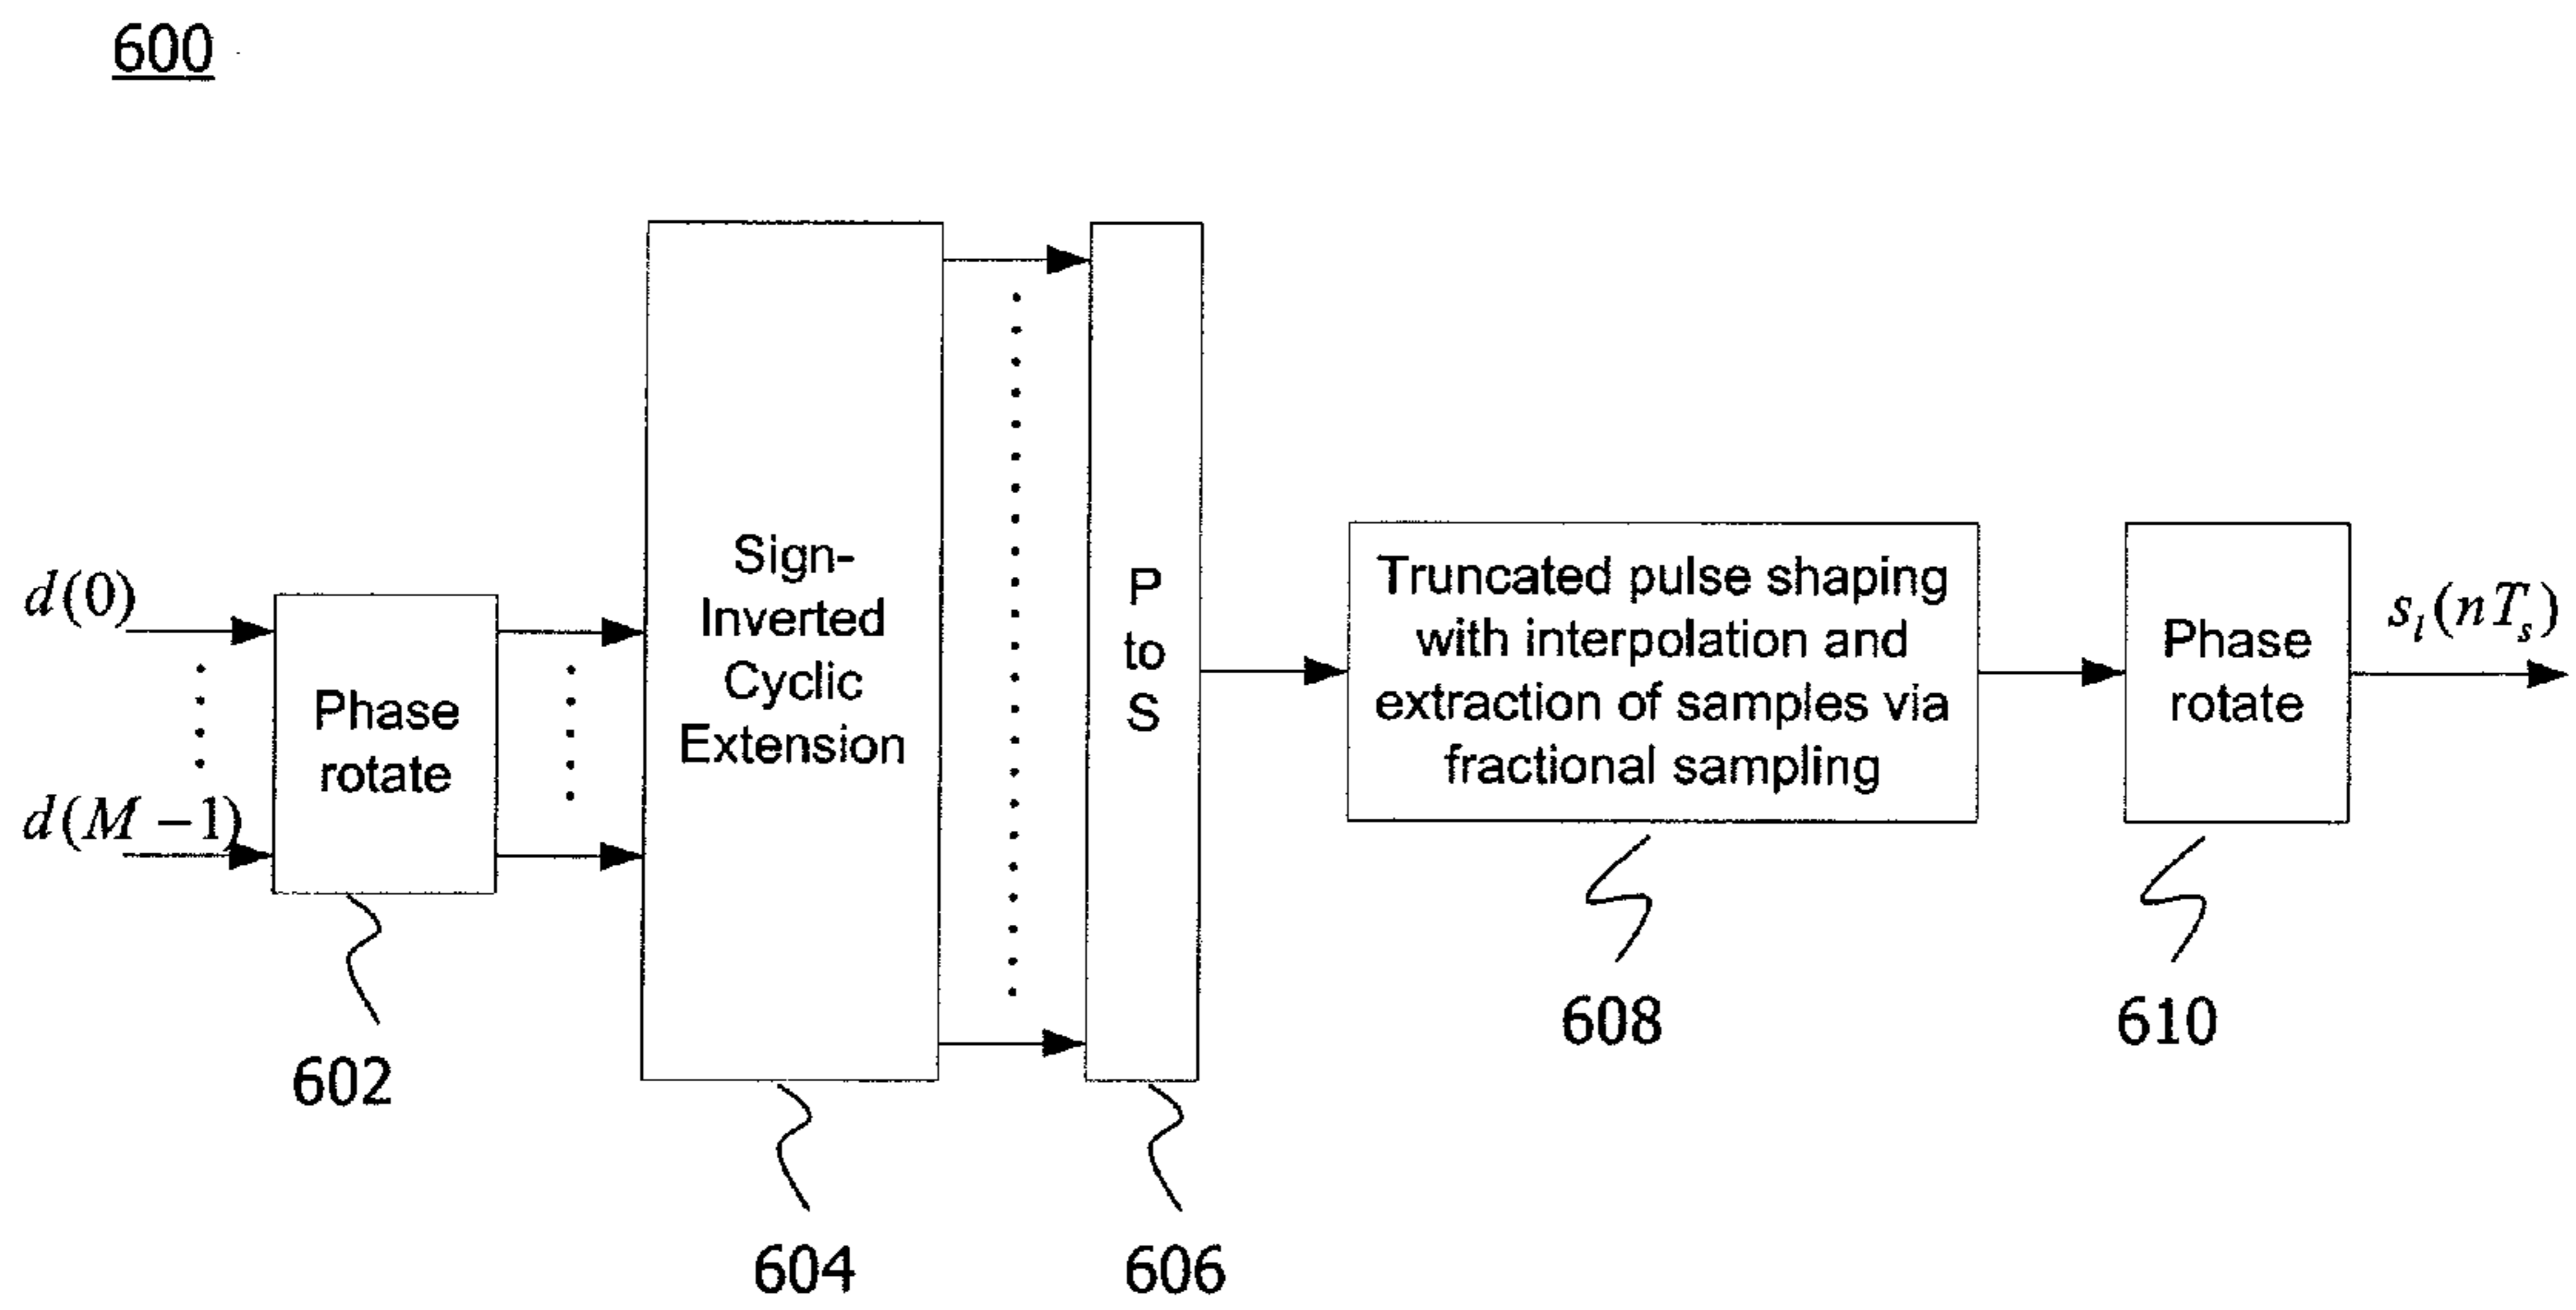 600
d(0)
d(M-1)
Phase
rotate
602
Sign-
Inverted
Cyclic
Extension
604
P
to
S
606
Truncated pulse shaping
with interpolation and
extraction of samples via
fractional sampling
608
Phase
rotate
610
s_l(nT_s)